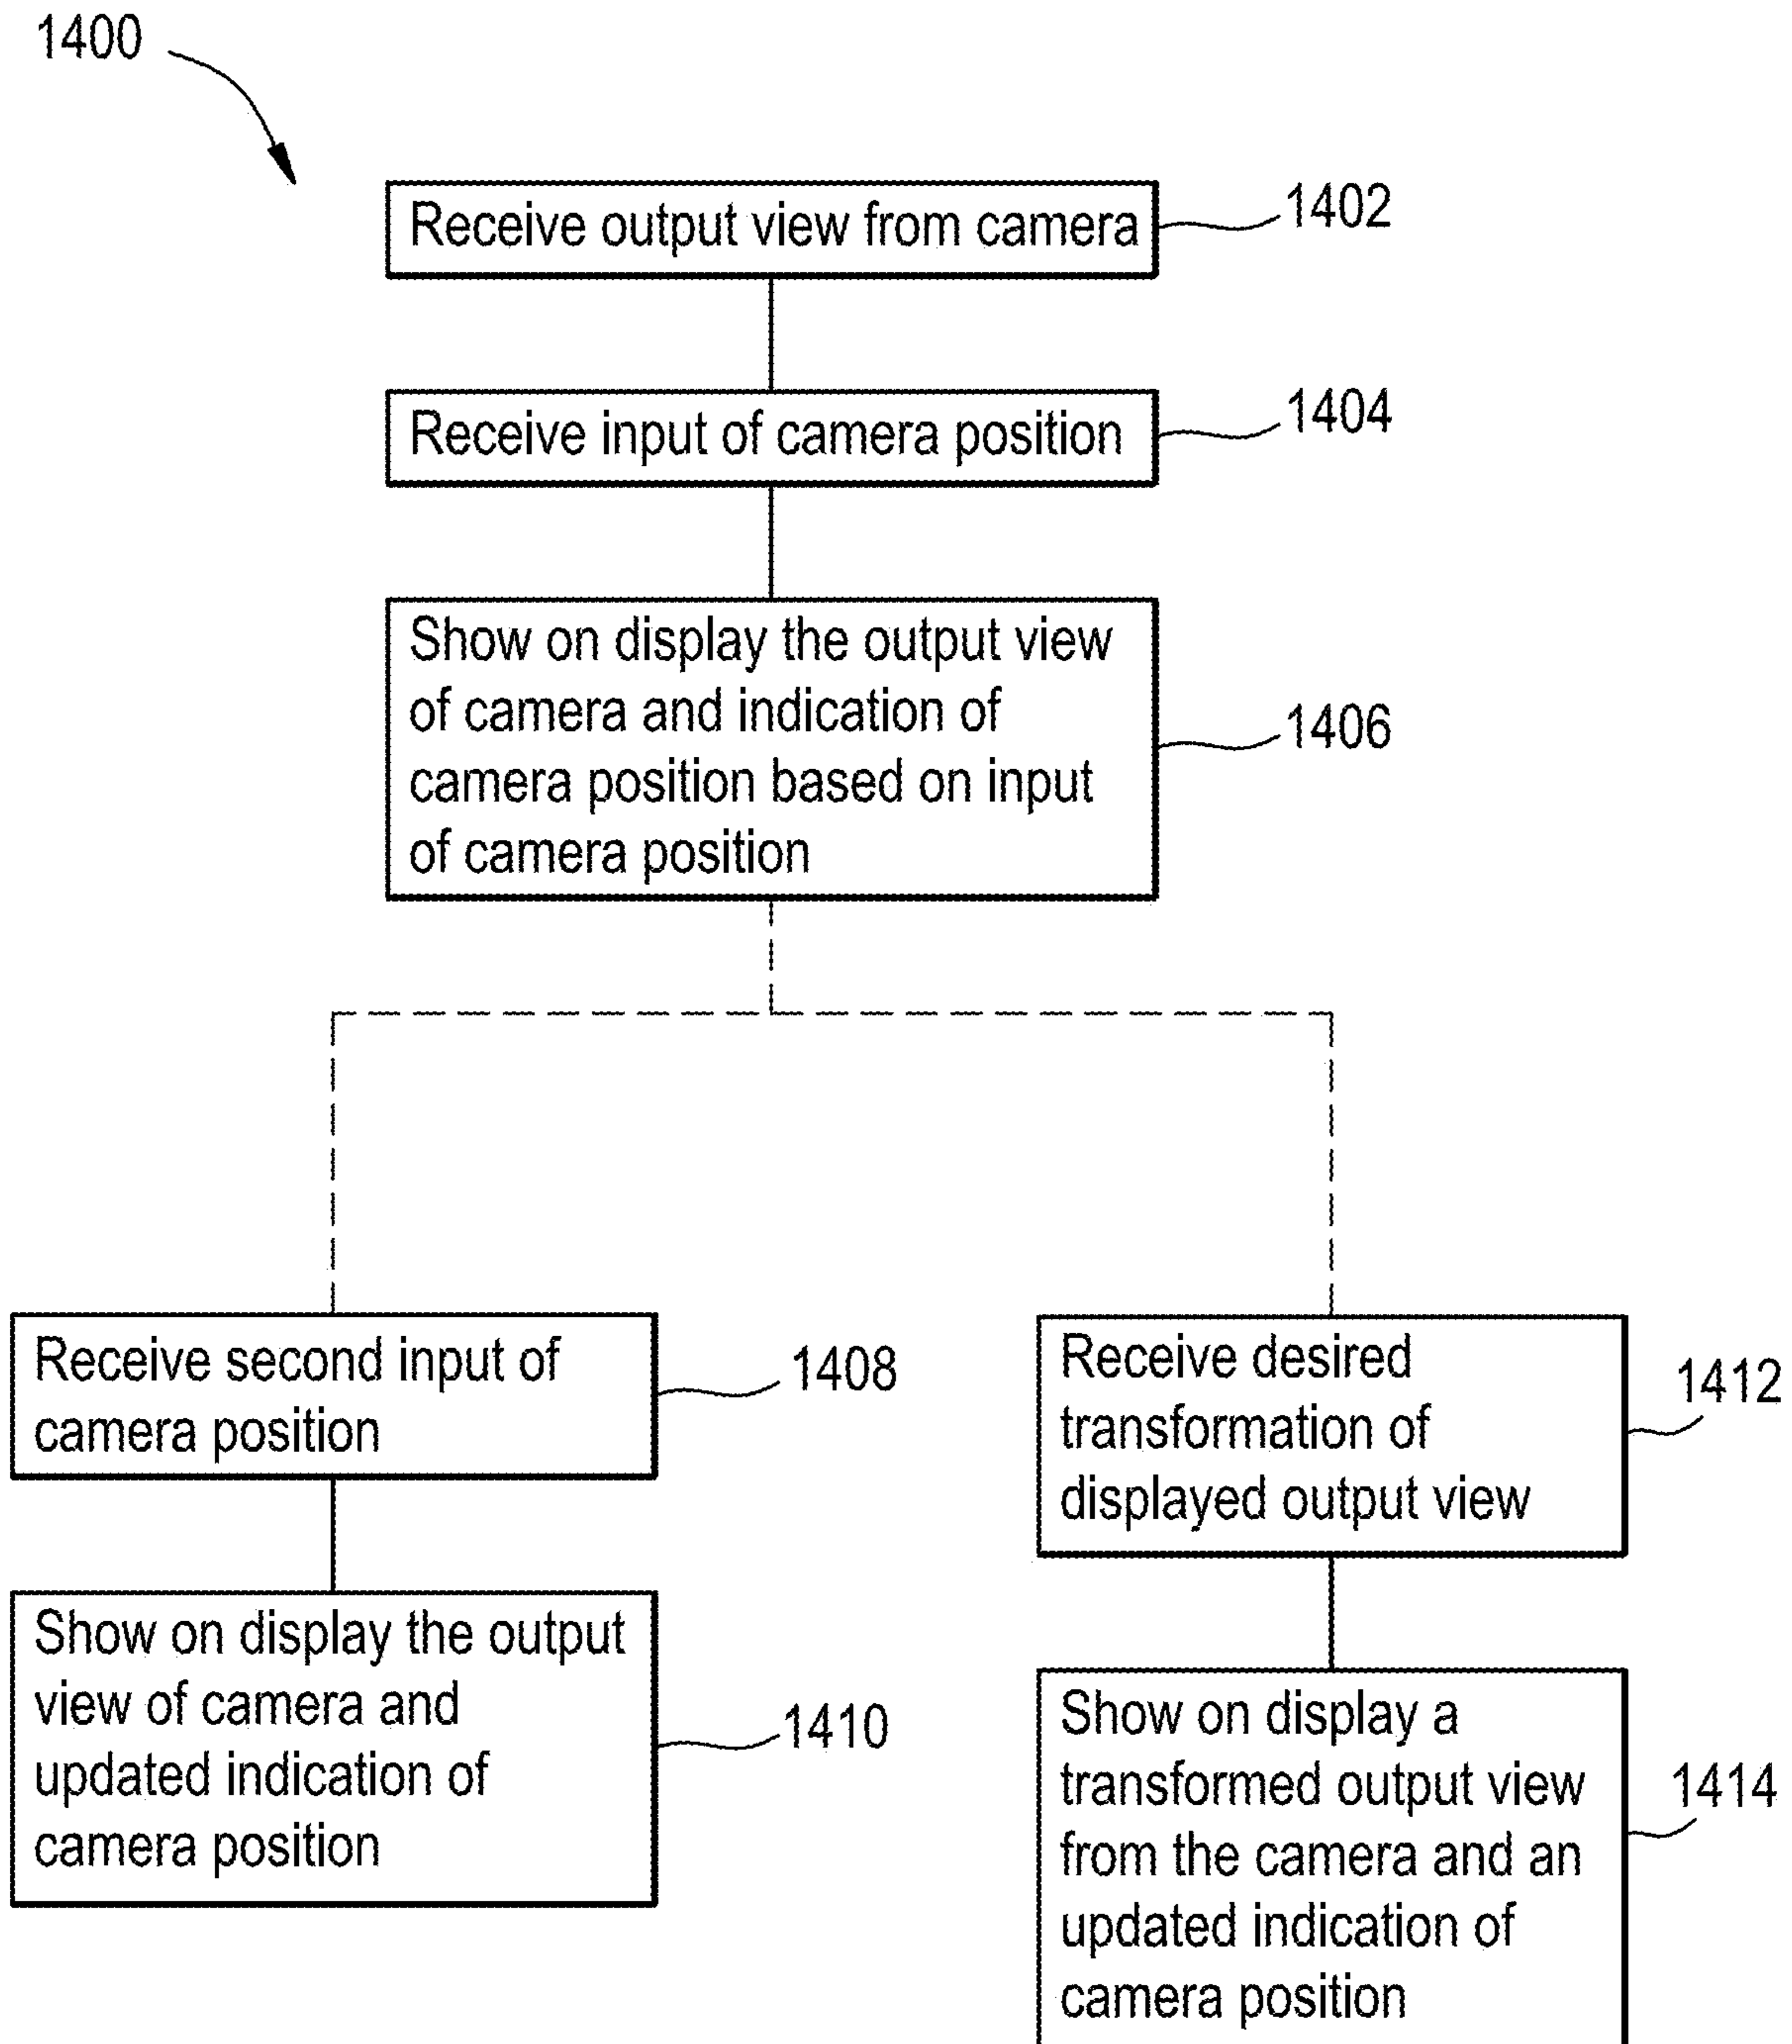 1400
Receive output view from camera
1402
Receive input of camera position
1404
Show on display the output view
of camera and indication of
camera position based on input
of camera position
1406
Receive second input of
camera position
1408
Show on display the output
view of camera and
updated indication of
camera position
1410
Receive desired
transformation of
displayed output view
1412
Show on display a
transformed output view
from the camera and an
updated indication of
camera position
1414